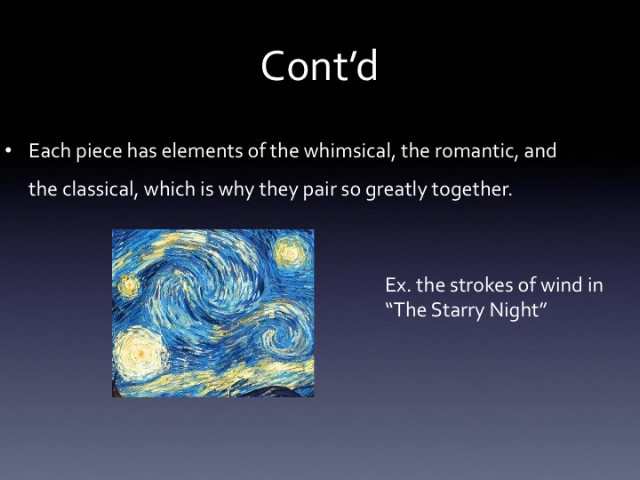 Cont’d
• Each piece has elements of the whimsical, the romantic, and
the classical, which is why they pair so greatly together.
Ex. the strokes of wind in
“The Starry Night”